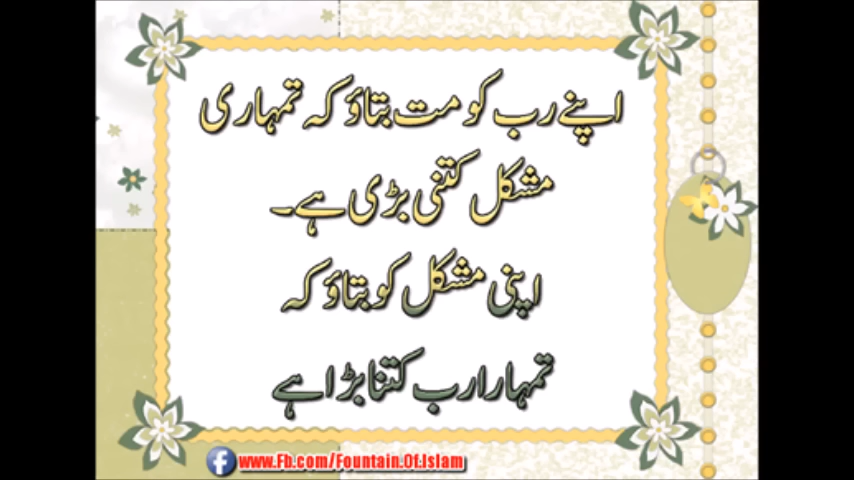 اپنے رب کو مت بتاؤ کہ تمہاری
مشکل کتنی بڑی ہے۔
اپنی مشکل کو بتاؤ کہ
تمہارا رب کتنا بڑا ہے
www.Fb.com/Fountain.Of.Islam